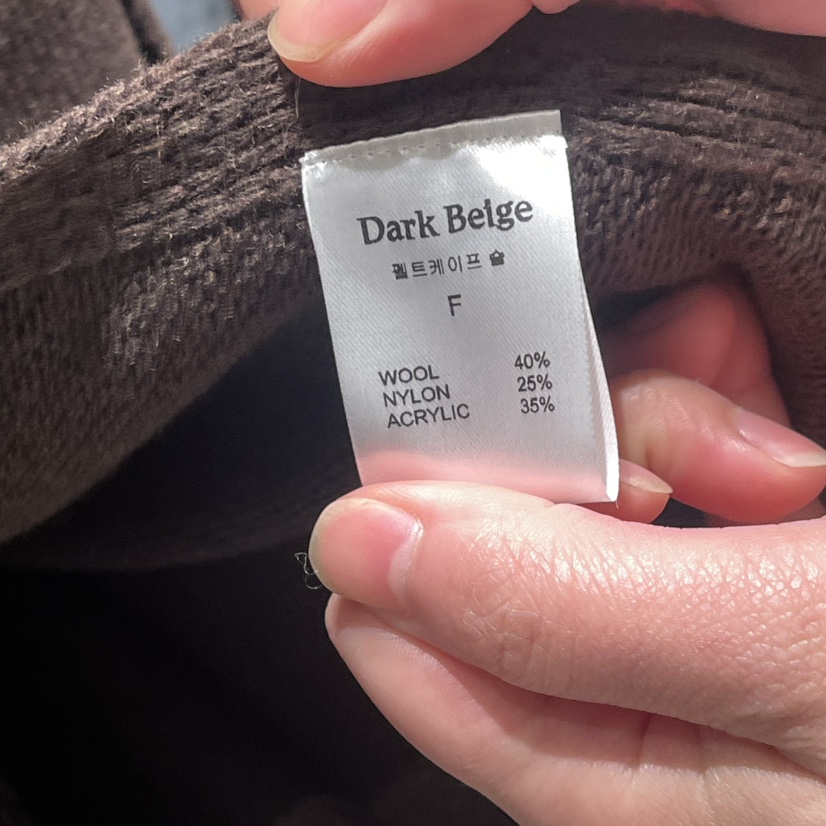 Dark Beige
펠트케이프 숄
F
WOOL 40%
NYLON 25%
ACRYLIC 35%